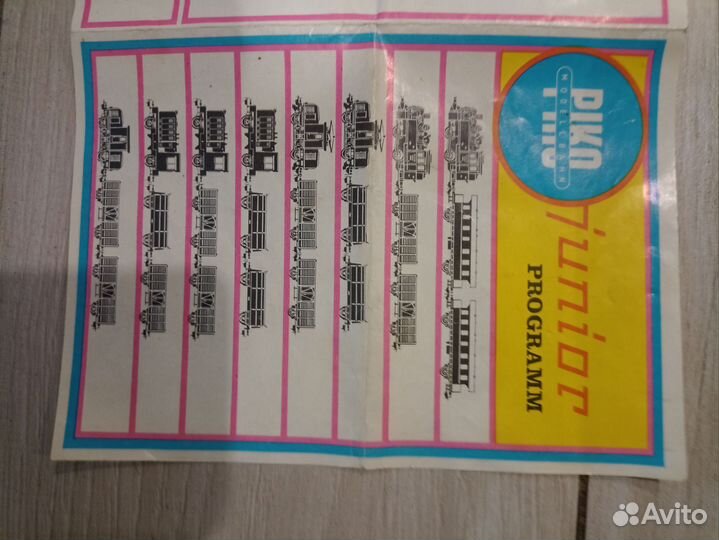 PIKO
MODELLBAHN
junior
PROGRAMM
Avito